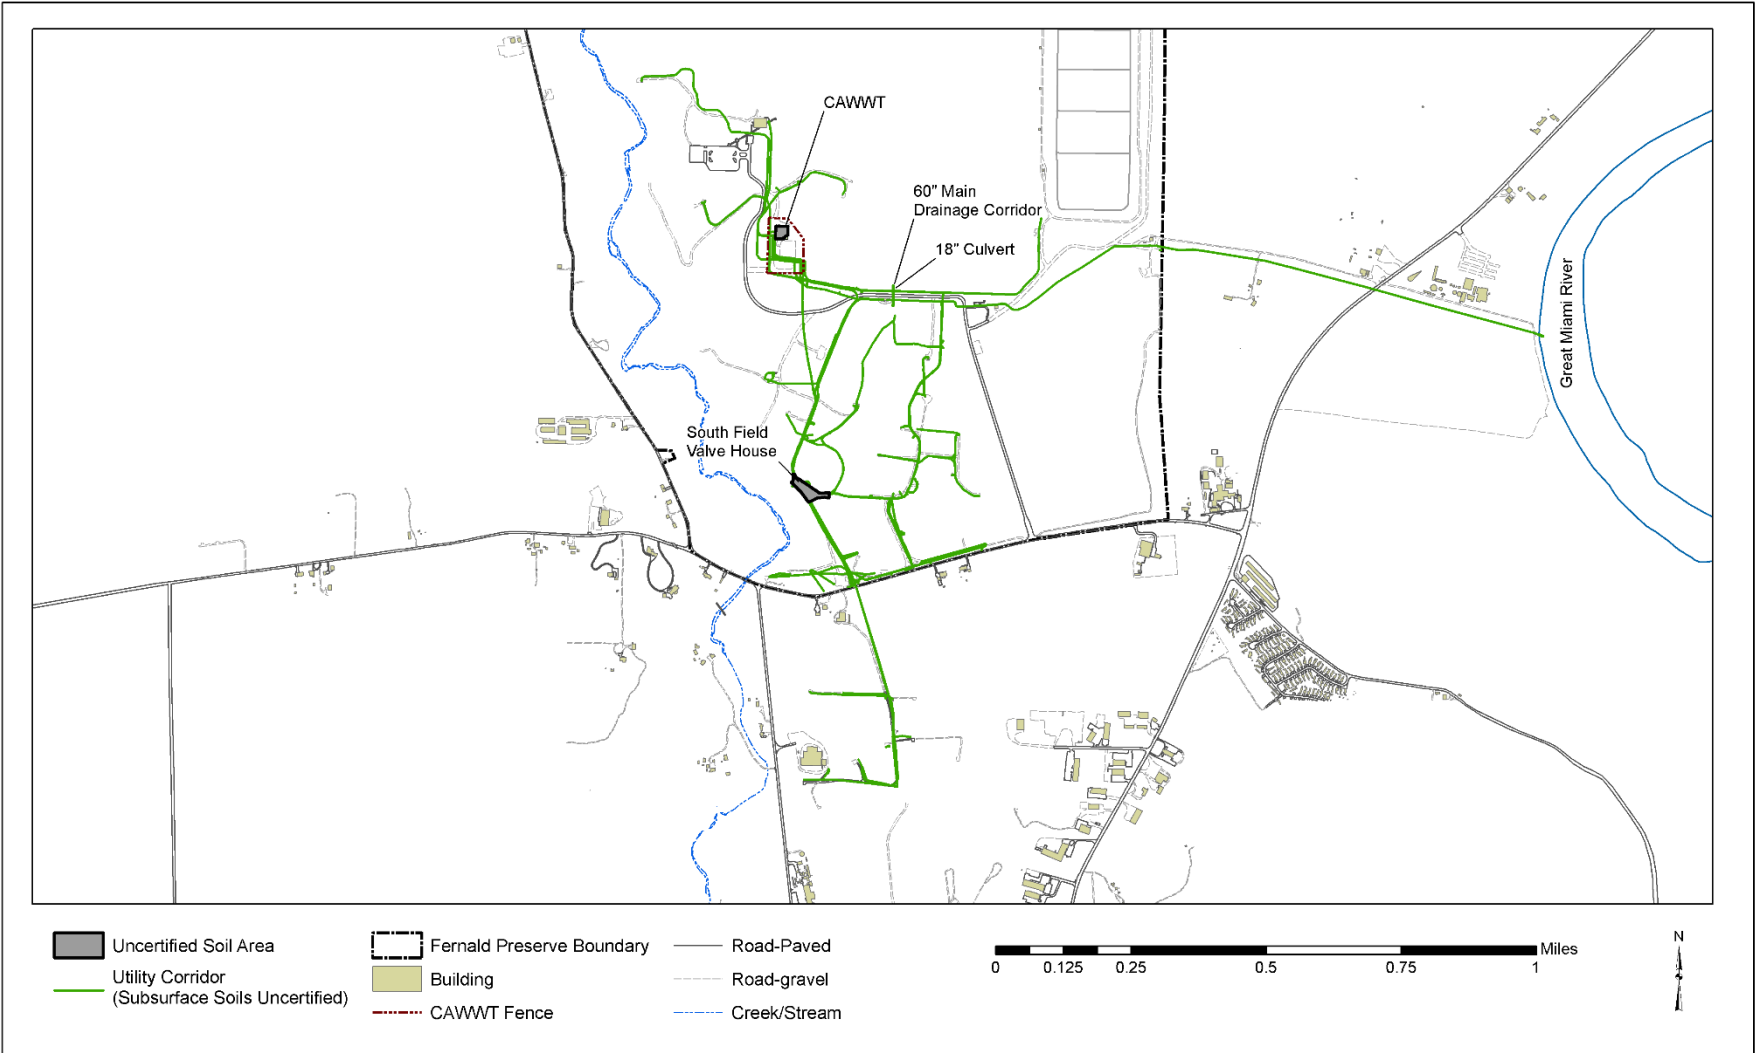 CAWWT
60" Main
Drainage Corridor
18" Culvert
Great Miami River
South Field
Valve House
Uncertified Soil Area
Utility Corridor
(Subsurface Soils Uncertified)
Fernald Preserve Boundary
Building
CAWWT Fence
Road-Paved
Road-gravel
Creek/Stream
Miles
0 0.125 0.25 0.5 0.75 1
N